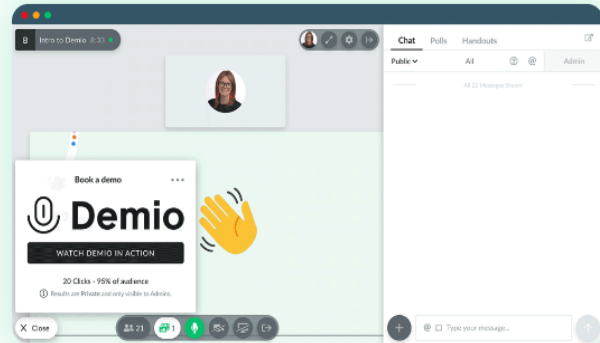 B Intro to Demio 8:33
Chat Polls Handouts
Public All @ Admin
All 22 Messages Shown
Book a demo
Demio
WATCH DEMIO IN ACTION
20 Clicks - 95% of audience
Results are Private and only visible to Admins.
X Close
21 1
@ Type your message...